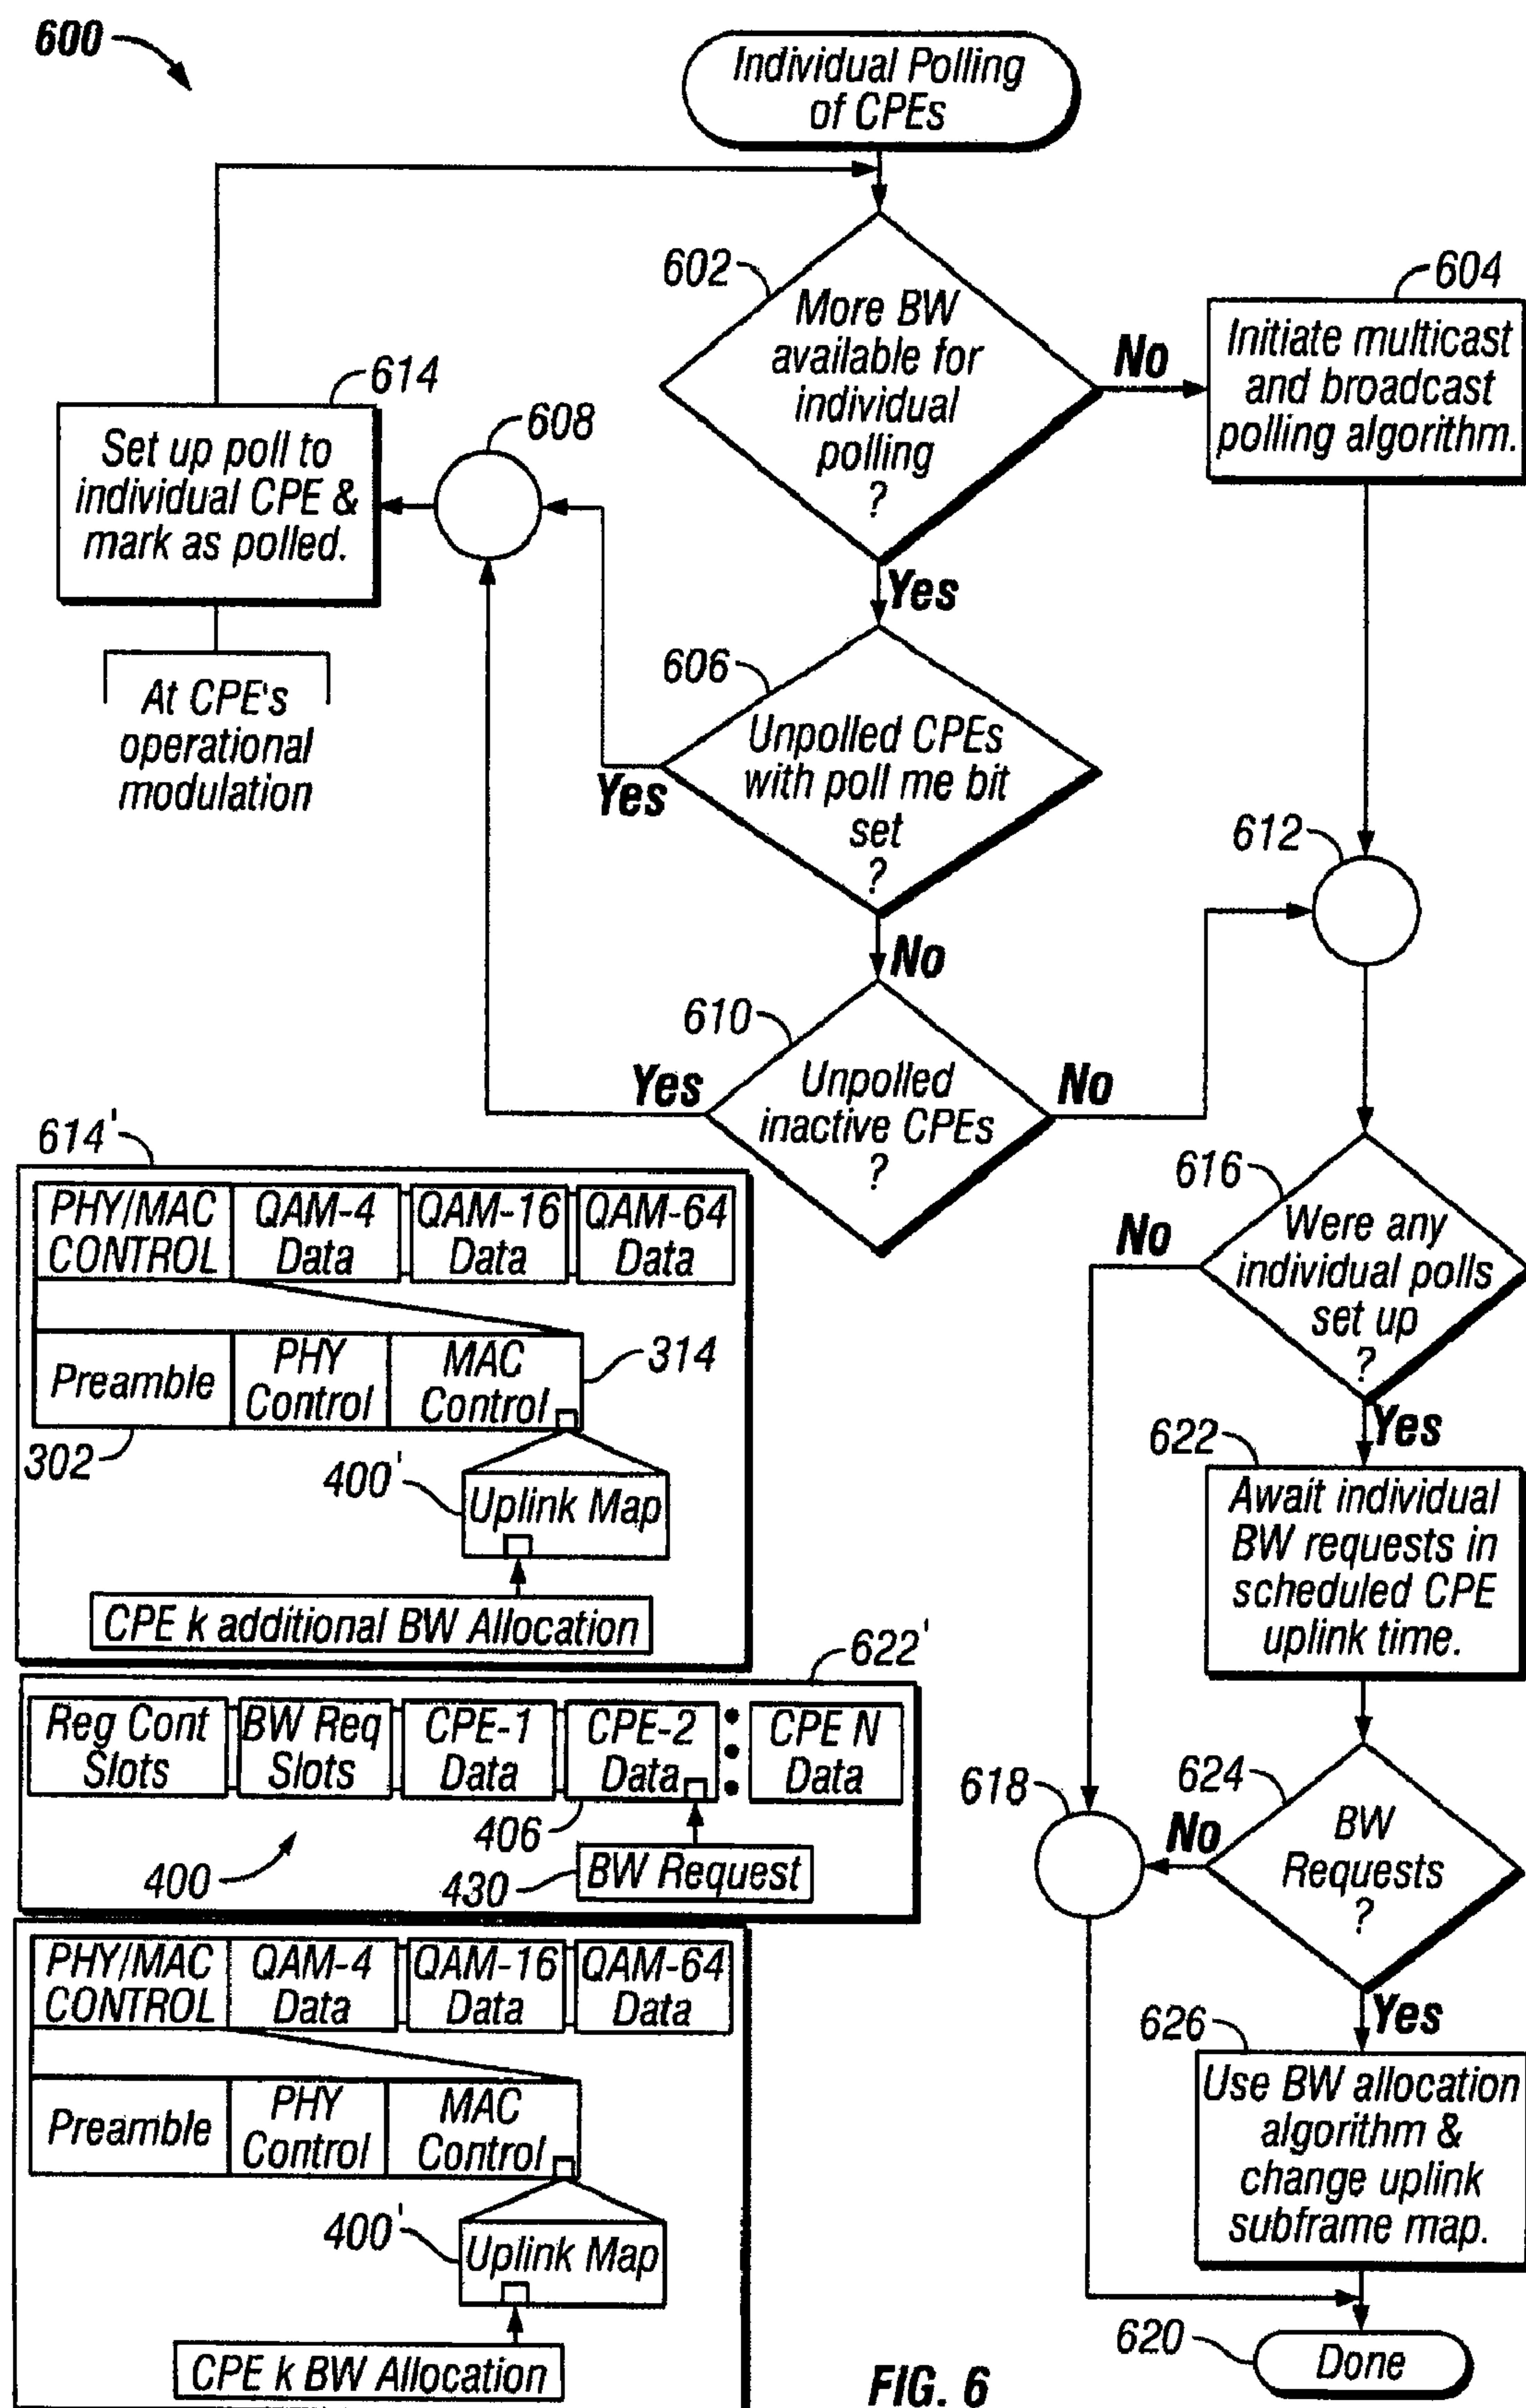 600
Individual Polling
of CPEs
602
More BW
available for
individual
polling
?
No
604
Initiate multicast
and broadcast
polling algorithm.
614
Set up poll to
individual CPE &
mark as polled.
608
At CPE's
operational
modulation
Yes
606
Unpolled CPEs
with poll me bit
set
?
Yes
612
No
610
Unpolled
inactive CPEs
?
Yes
No
616
Were any
individual polls
set up
?
No
Yes
622
Await individual
BW requests in
scheduled CPE
uplink time.
618
624
BW
Requests
?
No
Yes
626
Use BW allocation
algorithm &
change uplink
subframe map.
620
Done
614'
PHY/MAC
CONTROL
QAM-4
Data
QAM-16
Data
QAM-64
Data
Preamble
PHY
Control
MAC
Control
314
302
400'
Uplink Map
CPE k additional BW Allocation
622'
Reg Cont
Slots
BW Req
Slots
CPE-1
Data
CPE-2
Data
CPE N
Data
406
400
430
BW Request
PHY/MAC
CONTROL
QAM-4
Data
QAM-16
Data
QAM-64
Data
Preamble
PHY
Control
MAC
Control
400'
Uplink Map
CPE k BW Allocation
FIG. 6